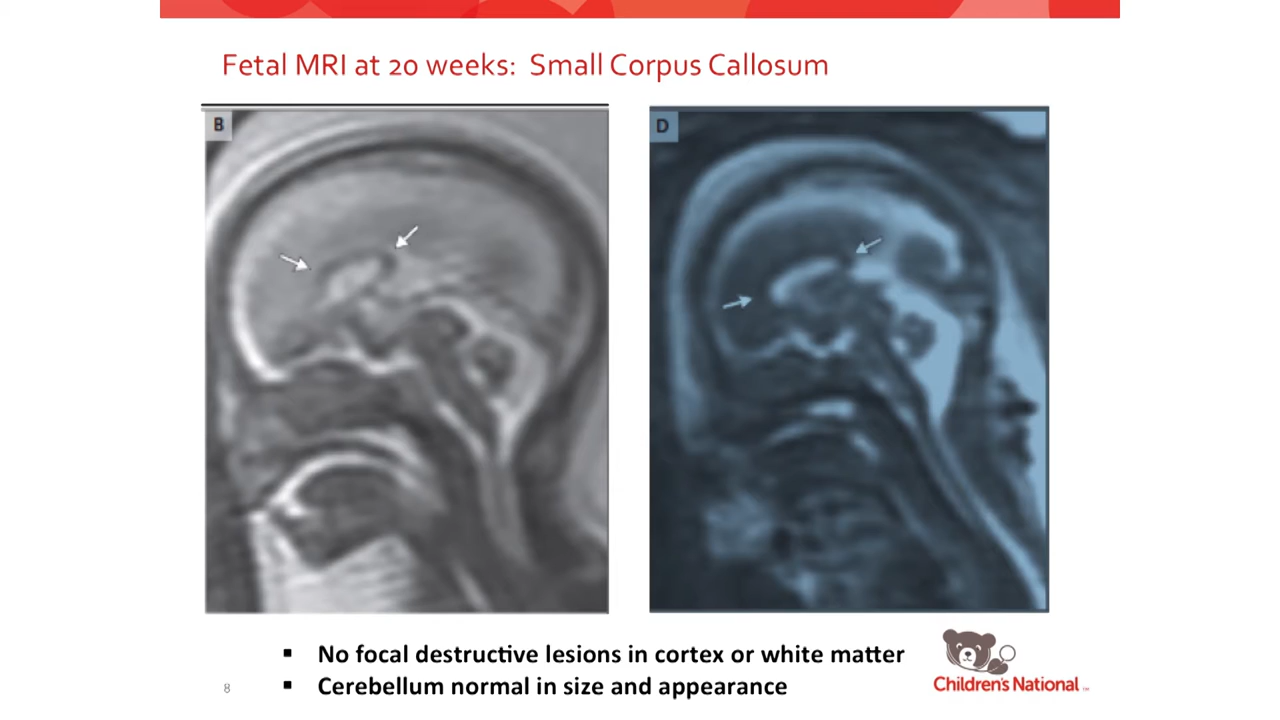 Fetal MRI at 20 weeks: Small Corpus Callosum
B
D
▪ No focal destructive lesions in cortex or white matter
▪ Cerebellum normal in size and appearance
8
Children's National ™